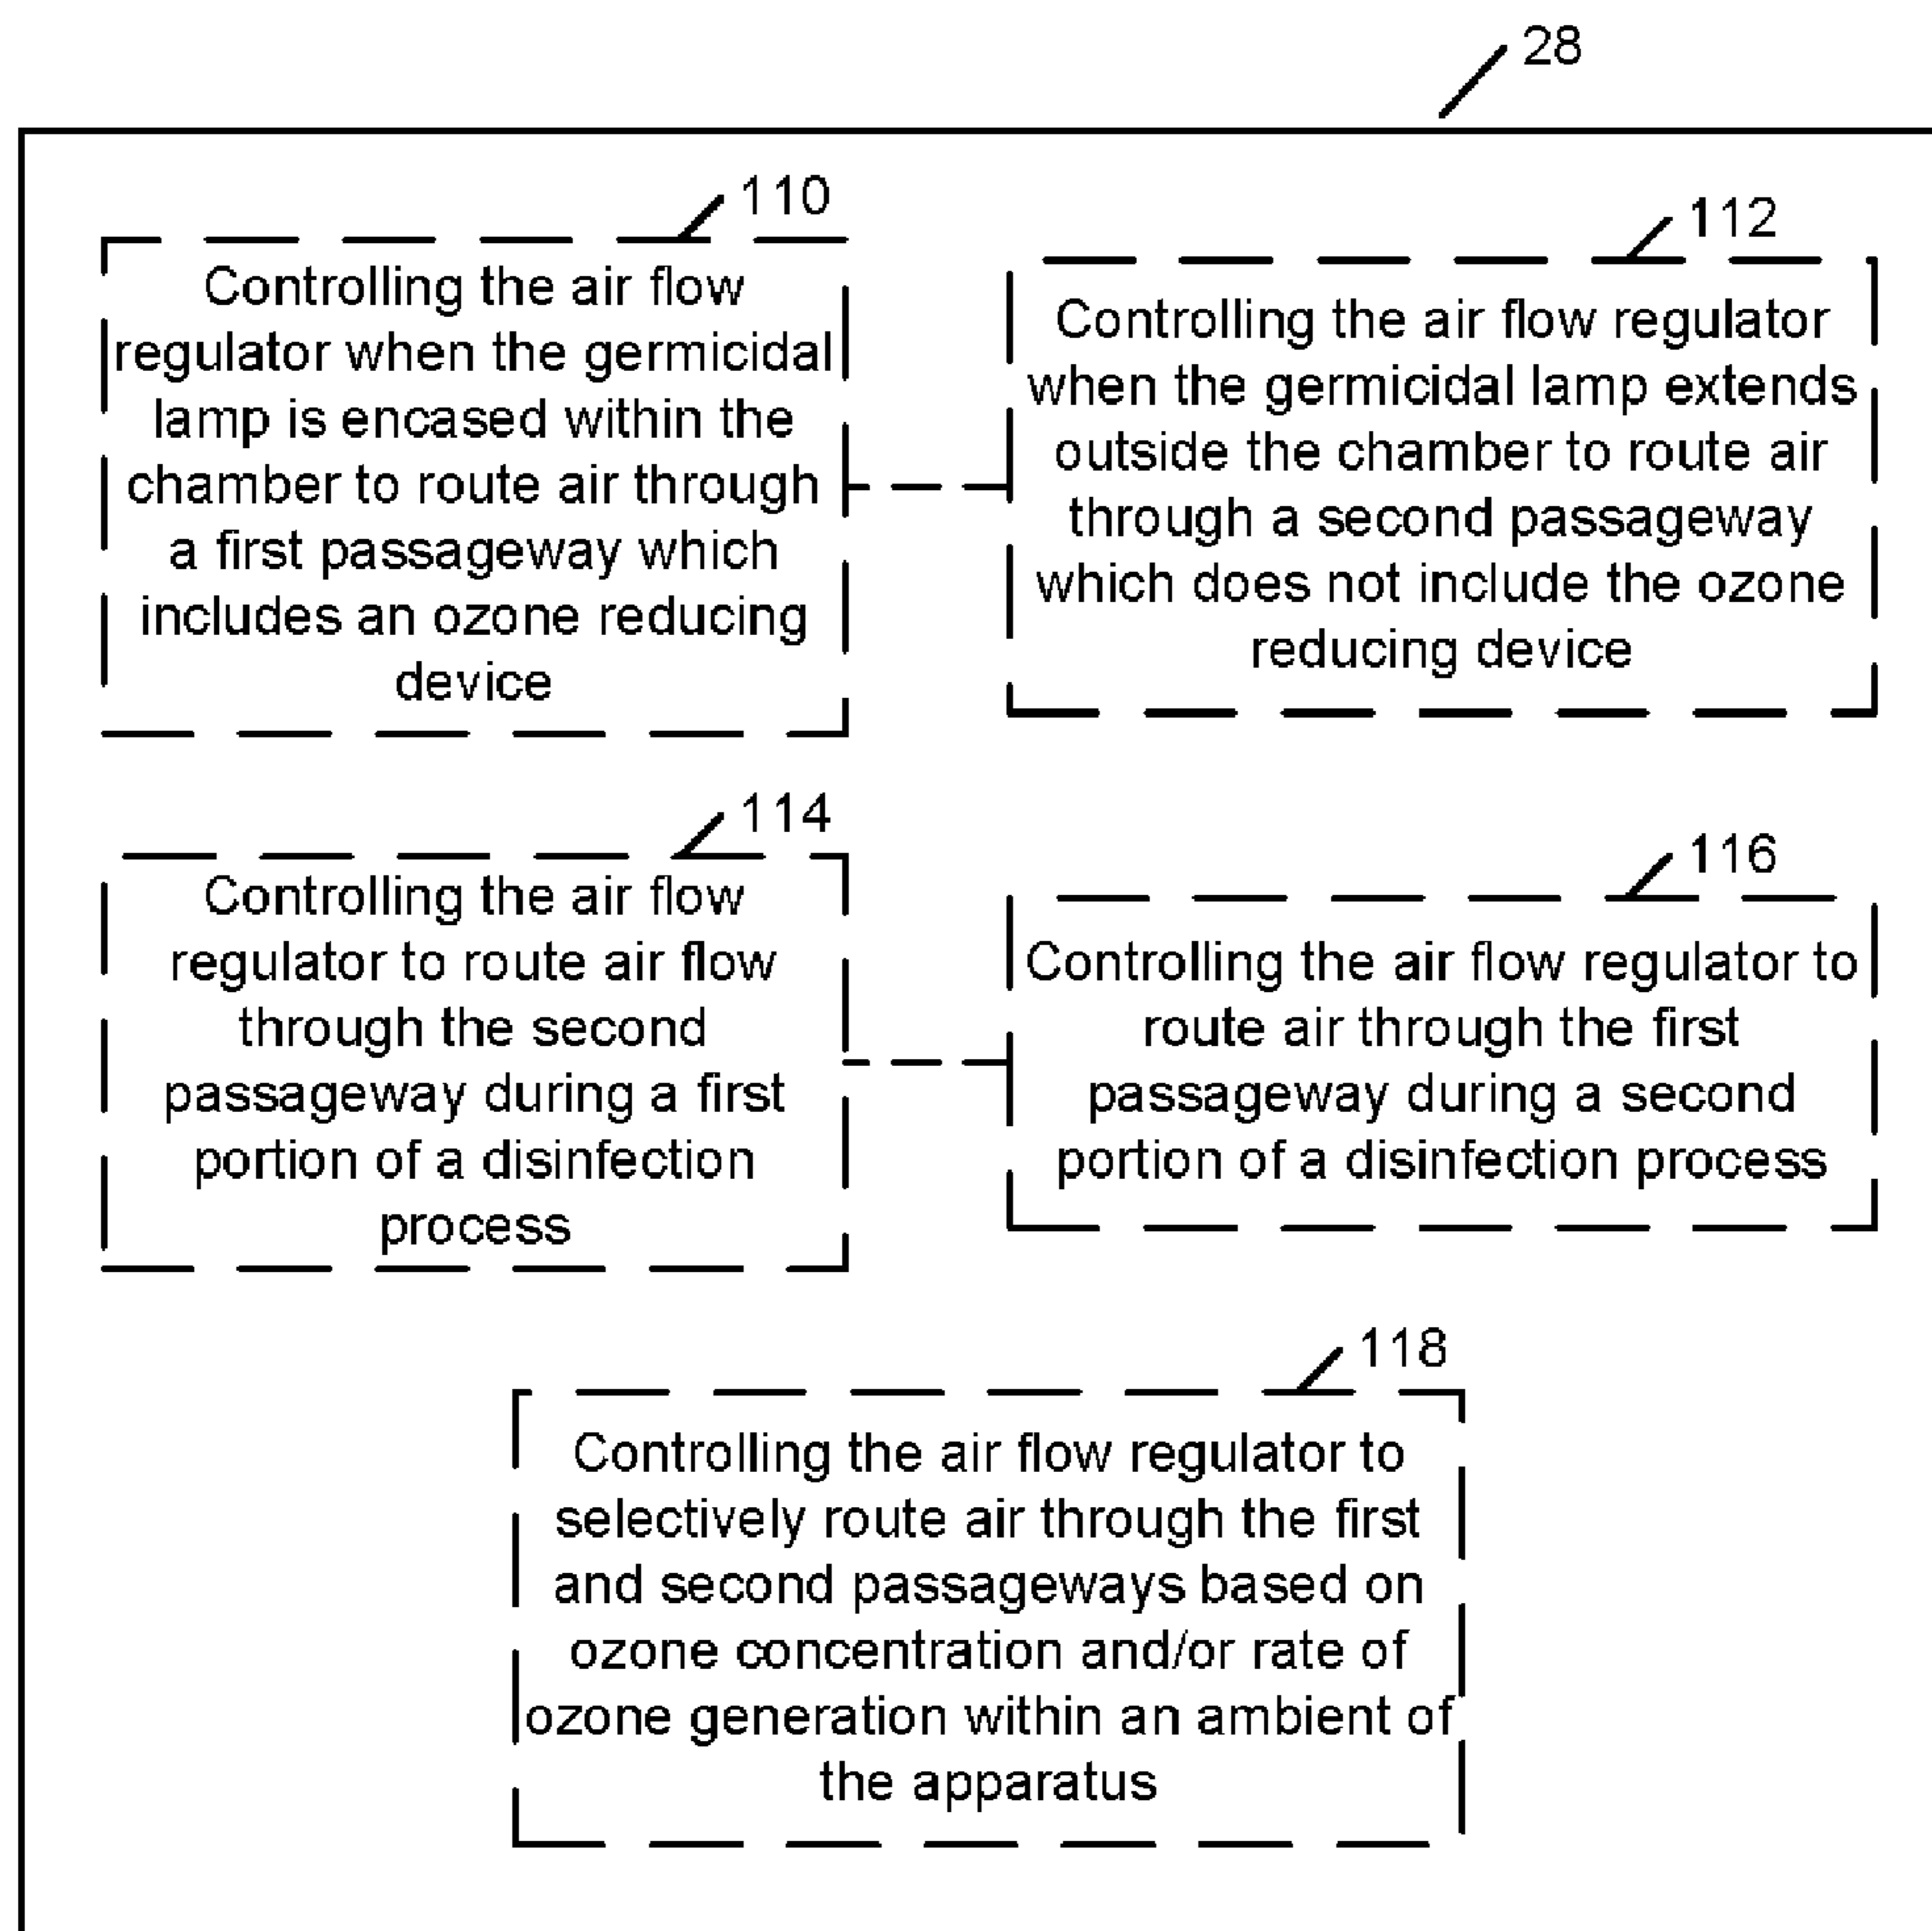 28
110
Controlling the air flow
regulator when the germicidal
lamp is encased within the
chamber to route air through
a first passageway which
includes an ozone reducing
device
112
Controlling the air flow regulator
when the germicidal lamp extends
outside the chamber to route air
through a second passageway
which does not include the ozone
reducing device
114
Controlling the air flow
regulator to route air flow
through the second
passageway during a first
portion of a disinfection
process
116
Controlling the air flow regulator to
route air through the first
passageway during a second
portion of a disinfection process
118
Controlling the air flow regulator to
selectively route air through the first
and second passageways based on
ozone concentration and/or rate of
ozone generation within an ambient of
the apparatus